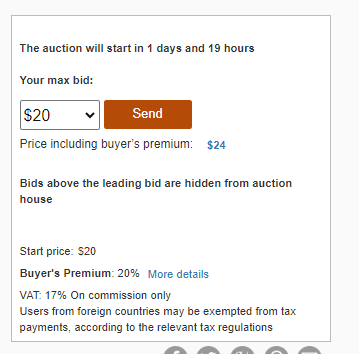 The auction will start in 1 days and 19 hours
Your max bid:
$20 Send
Price including buyer's premium: $24
Bids above the leading bid are hidden from auction
house
Start price: $20
Buyer's Premium: 20% More details
VAT: 17% On commission only
Users from foreign countries may be exempted from tax
payments, according to the relevant tax regulations